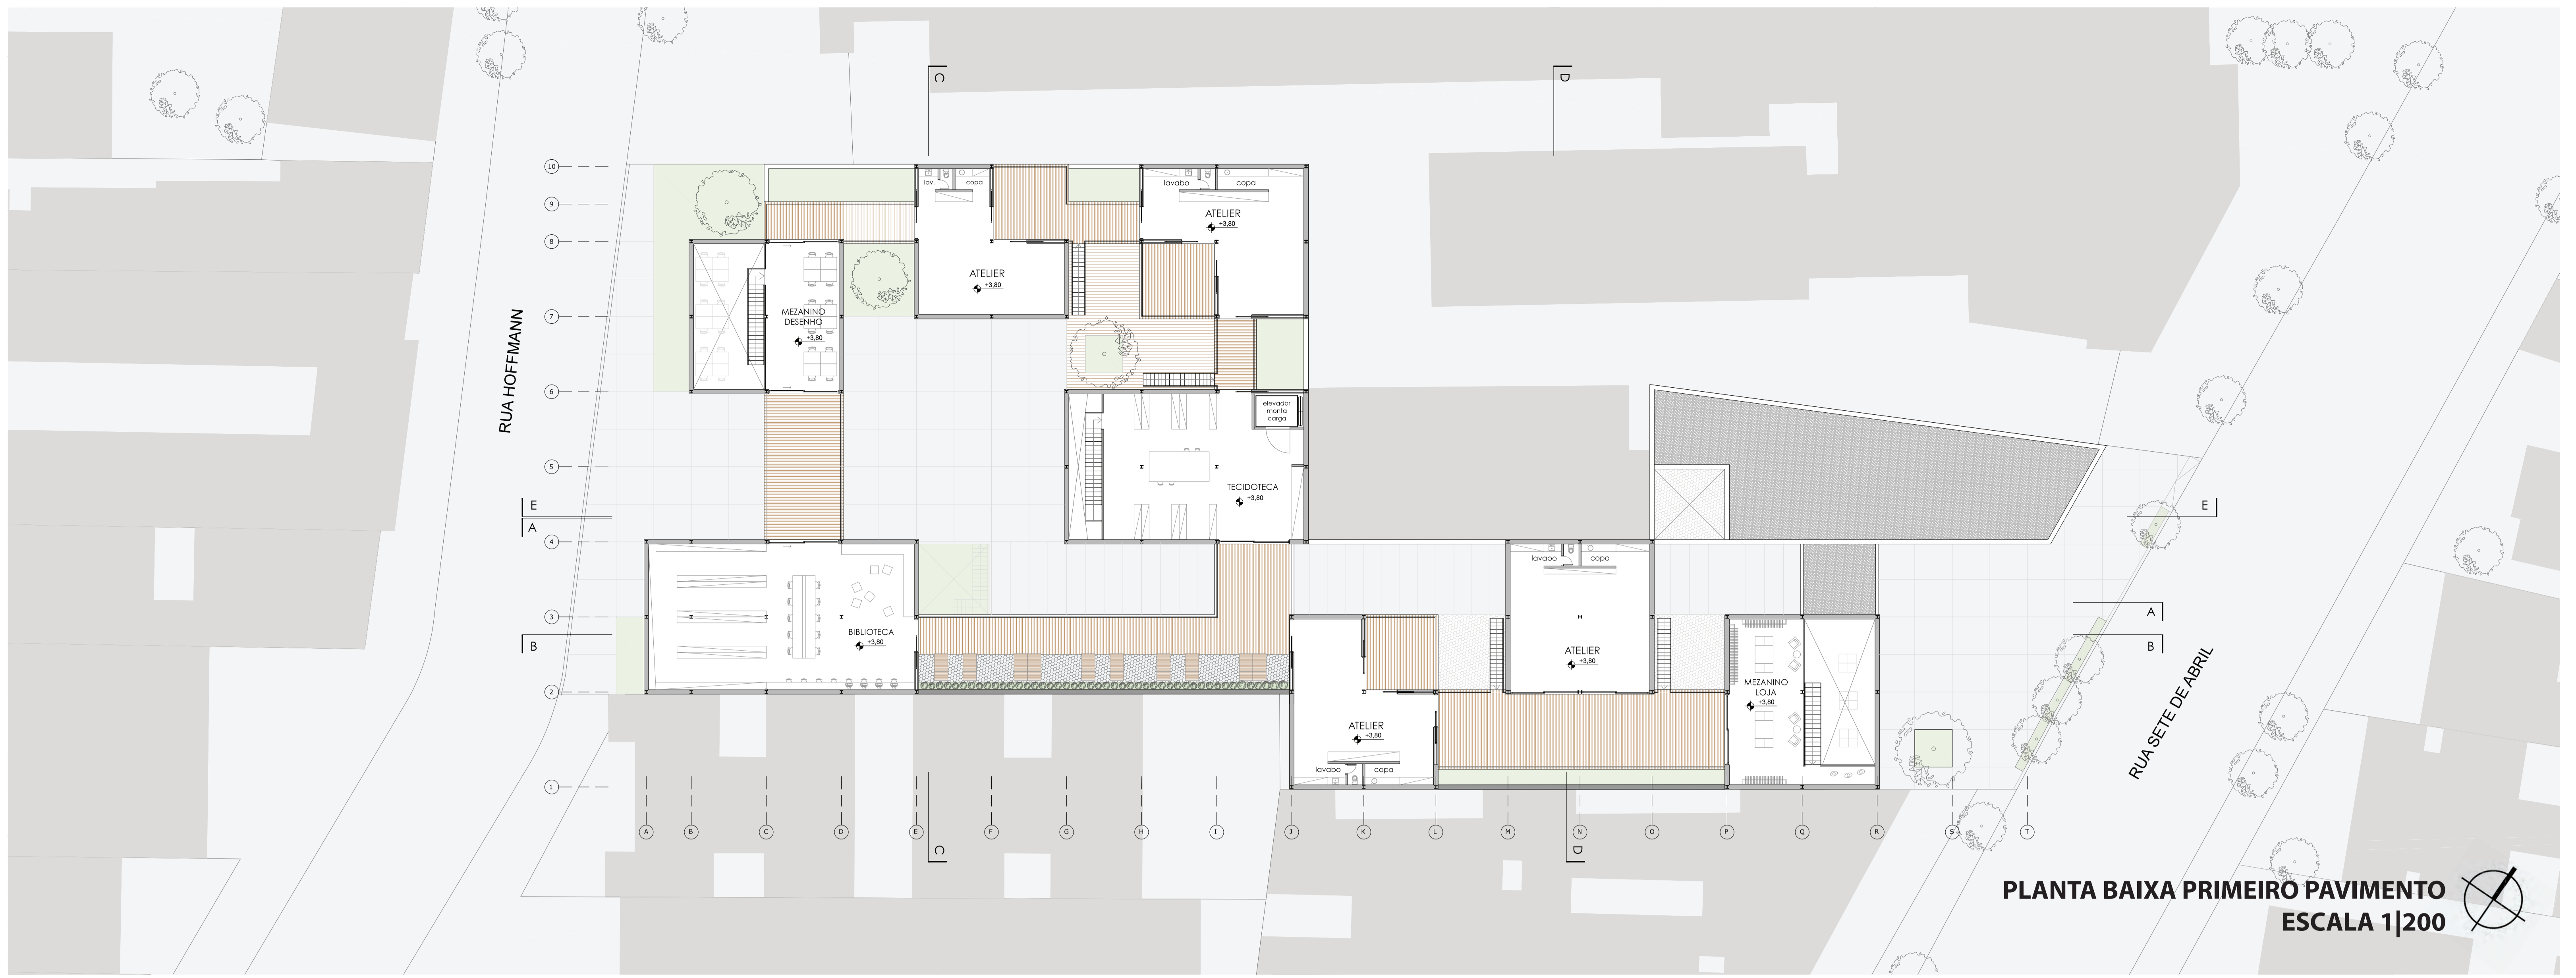 C
D
10
lav.
copa
lavabo
copa
9
ATELIER
+3,80
8
ATELIER
+3,80
7
MEZANINO
DESENHO
+3,80
RUA HOFFMANN
6
elevador
monta
carga
5
TECIDOTECA
+3,80
E
E
A
4
lavabo
copa
3
A
BIBLIOTECA
+3,80
B
B
ATELIER
+3,80
2
MEZANINO
LOJA
+3,80
RUA SETE DE ABRIL
ATELIER
+3,80
lavabo
copa
1
A
B
C
D
E
F
G
H
I
J
K
L
M
N
O
P
Q
R
S
T
C
D
PLANTA BAIXA PRIMEIRO PAVIMENTO
ESCALA 1|200